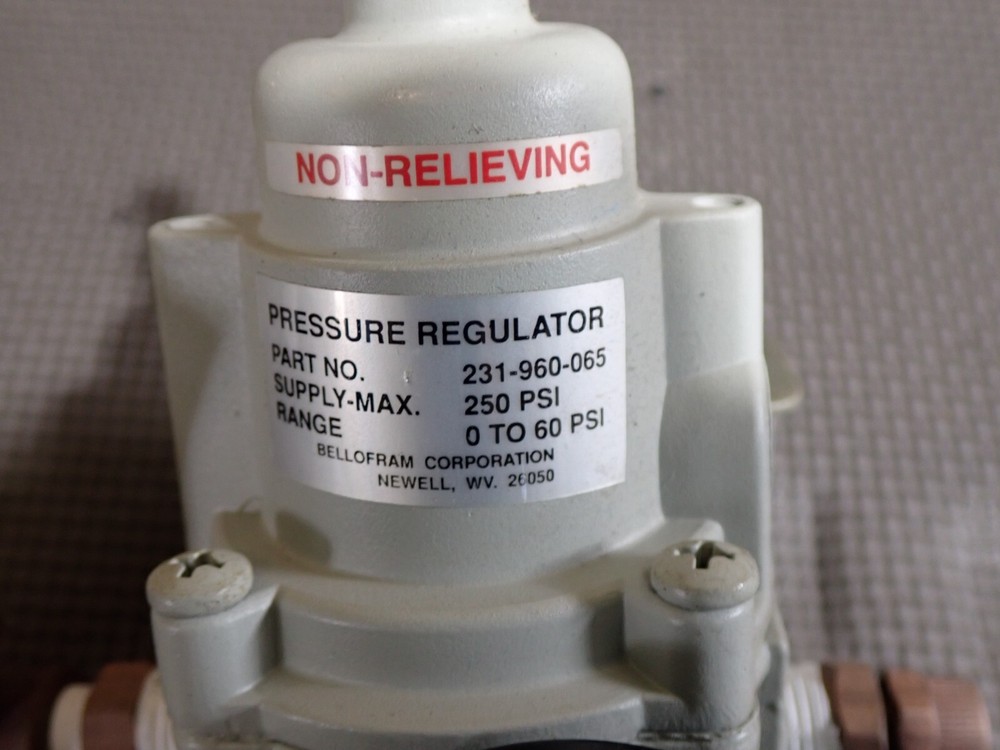 NON-RELIEVING
PRESSURE REGULATOR
PART NO. 231-960-065
SUPPLY-MAX. 250 PSI
RANGE 0 TO 60 PSI
BELLOFRAM CORPORATION
NEWELL, WV. 26050